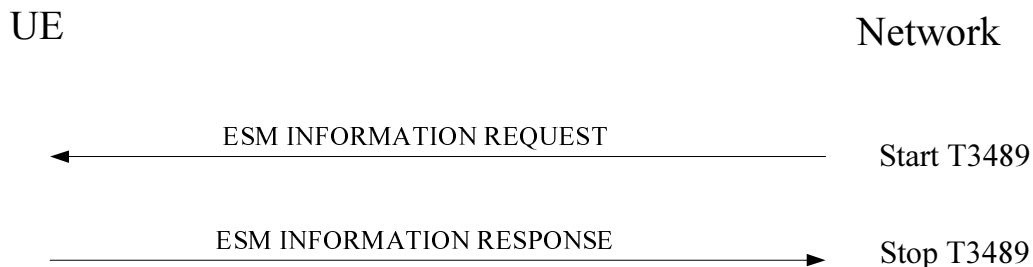 UE
Network
ESM INFORMATION REQUEST
Start T3489
ESM INFORMATION RESPONSE
Stop T3489